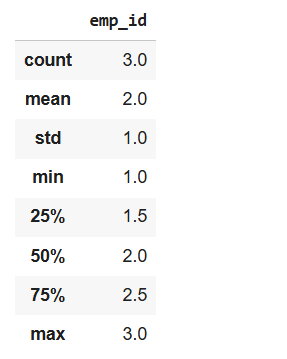 emp_id
count 3.0
mean 2.0
std 1.0
min 1.0
25% 1.5
50% 2.0
75% 2.5
max 3.0